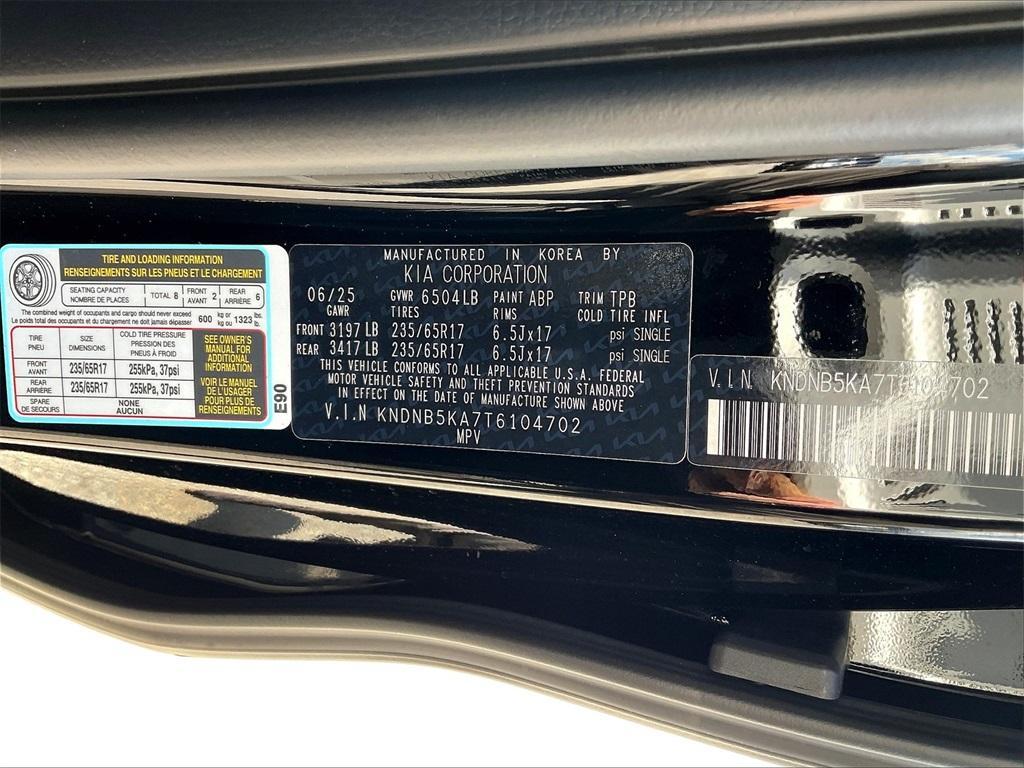 TIRE AND LOADING INFORMATION
RENSEIGNEMENTS SUR LES PNEUS ET LE CHARGEMENT
SEATING CAPACITY
NOMBRE DE PLACES
TOTAL 8
FRONT
AVANT 2
REAR
ARRIÈRE 6
The combined weight of occupants and cargo should never exceed
Le poids total des occupants et du chargement ne doit jamais dépasser
600 kg or
kg ou 1323 lbs.
lb.
TIRE
PNEU
SIZE
DIMENSIONS
COLD TIRE PRESSURE
PRESSION DES
PNEUS À FROID
FRONT
AVANT
235/65R17
255kPa, 37psi
REAR
ARRIÈRE
235/65R17
255kPa, 37psi
SPARE
DE SECOURS
NONE
AUCUN
SEE OWNER'S
MANUAL FOR
ADDITIONAL
INFORMATION
VOIR LE MANUEL
DE L'USAGER
POUR PLUS DE
RENSEIGNEMENTS
E90
MANUFACTURED IN KOREA BY
KIA CORPORATION
06/25 GVWR 6504LB PAINT ABP TRIM TPB
GAWR TIRES RIMS COLD TIRE INFL
FRONT 3197 LB 235/65R17 6.5Jx17 psi SINGLE
REAR 3417 LB 235/65R17 6.5Jx17 psi SINGLE
THIS VEHICLE CONFORMS TO ALL APPLICABLE U.S.A. FEDERAL
MOTOR VEHICLE SAFETY AND THEFT PREVENTION STANDARDS
IN EFFECT ON THE DATE OF MANUFACTURE SHOWN ABOVE
V.I.N KNDNB5KA7T6104702
MPV
V.I.N. KNDNB5KA7T 702